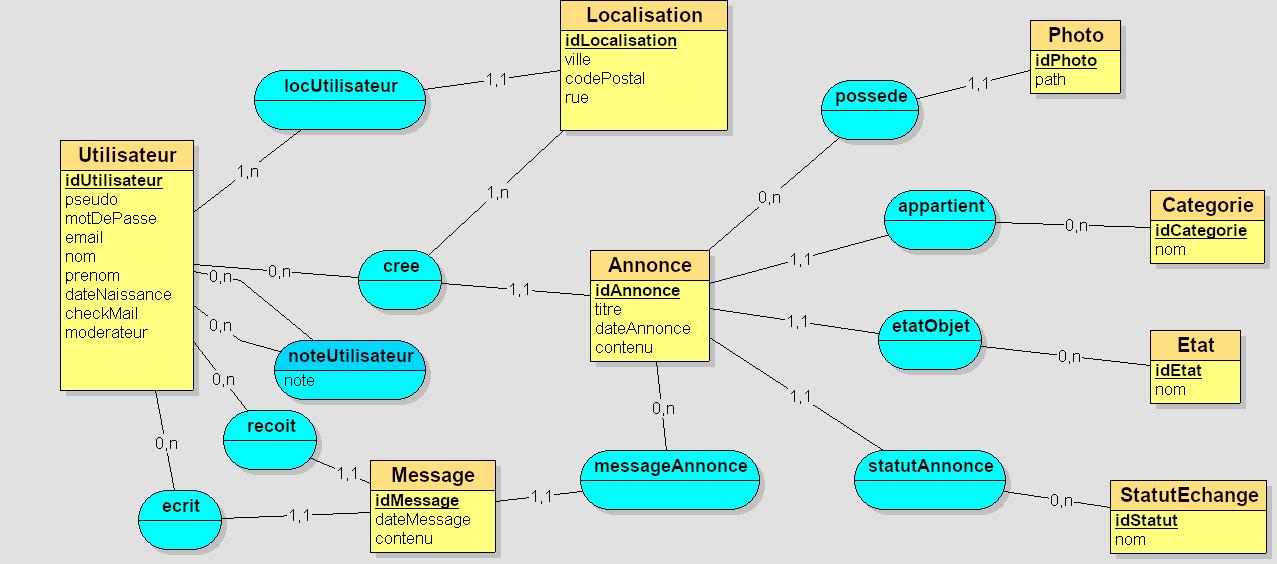 Localisation
idLocalisation
ville
codePostal
rue
Photo
idPhoto
path
locUtilisateur
1,1
1,n
possede
1,1
0,n
Utilisateur
idUtilisateur
pseudo
motDePasse
email
nom
prenom
dateNaissance
checkMail
moderateur
1,n
cree
0,n
1,1
appartient
1,1
0,n
Categorie
idCategorie
nom
Annonce
idAnnonce
titre
dateAnnonce
contenu
0,n
0,n
noteUtilisateur
note
etatObjet
1,1
0,n
Etat
idEtat
nom
0,n
recoit
1,1
0,n
ecrit
1,1
Message
idMessage
dateMessage
contenu
0,n
messageAnnonce
1,1
1,1
statutAnnonce
0,n
StatutEchange
idStatut
nom